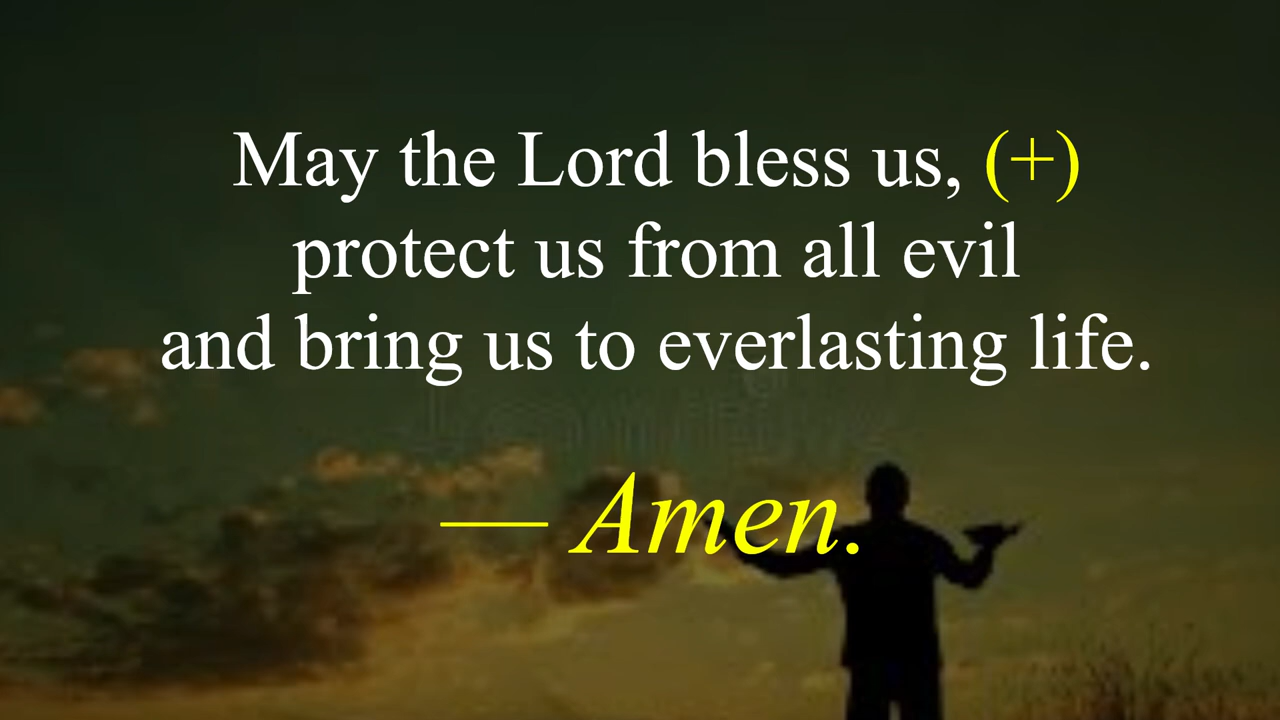 May the Lord bless us, (+)
protect us from all evil
and bring us to everlasting life.
— Amen.